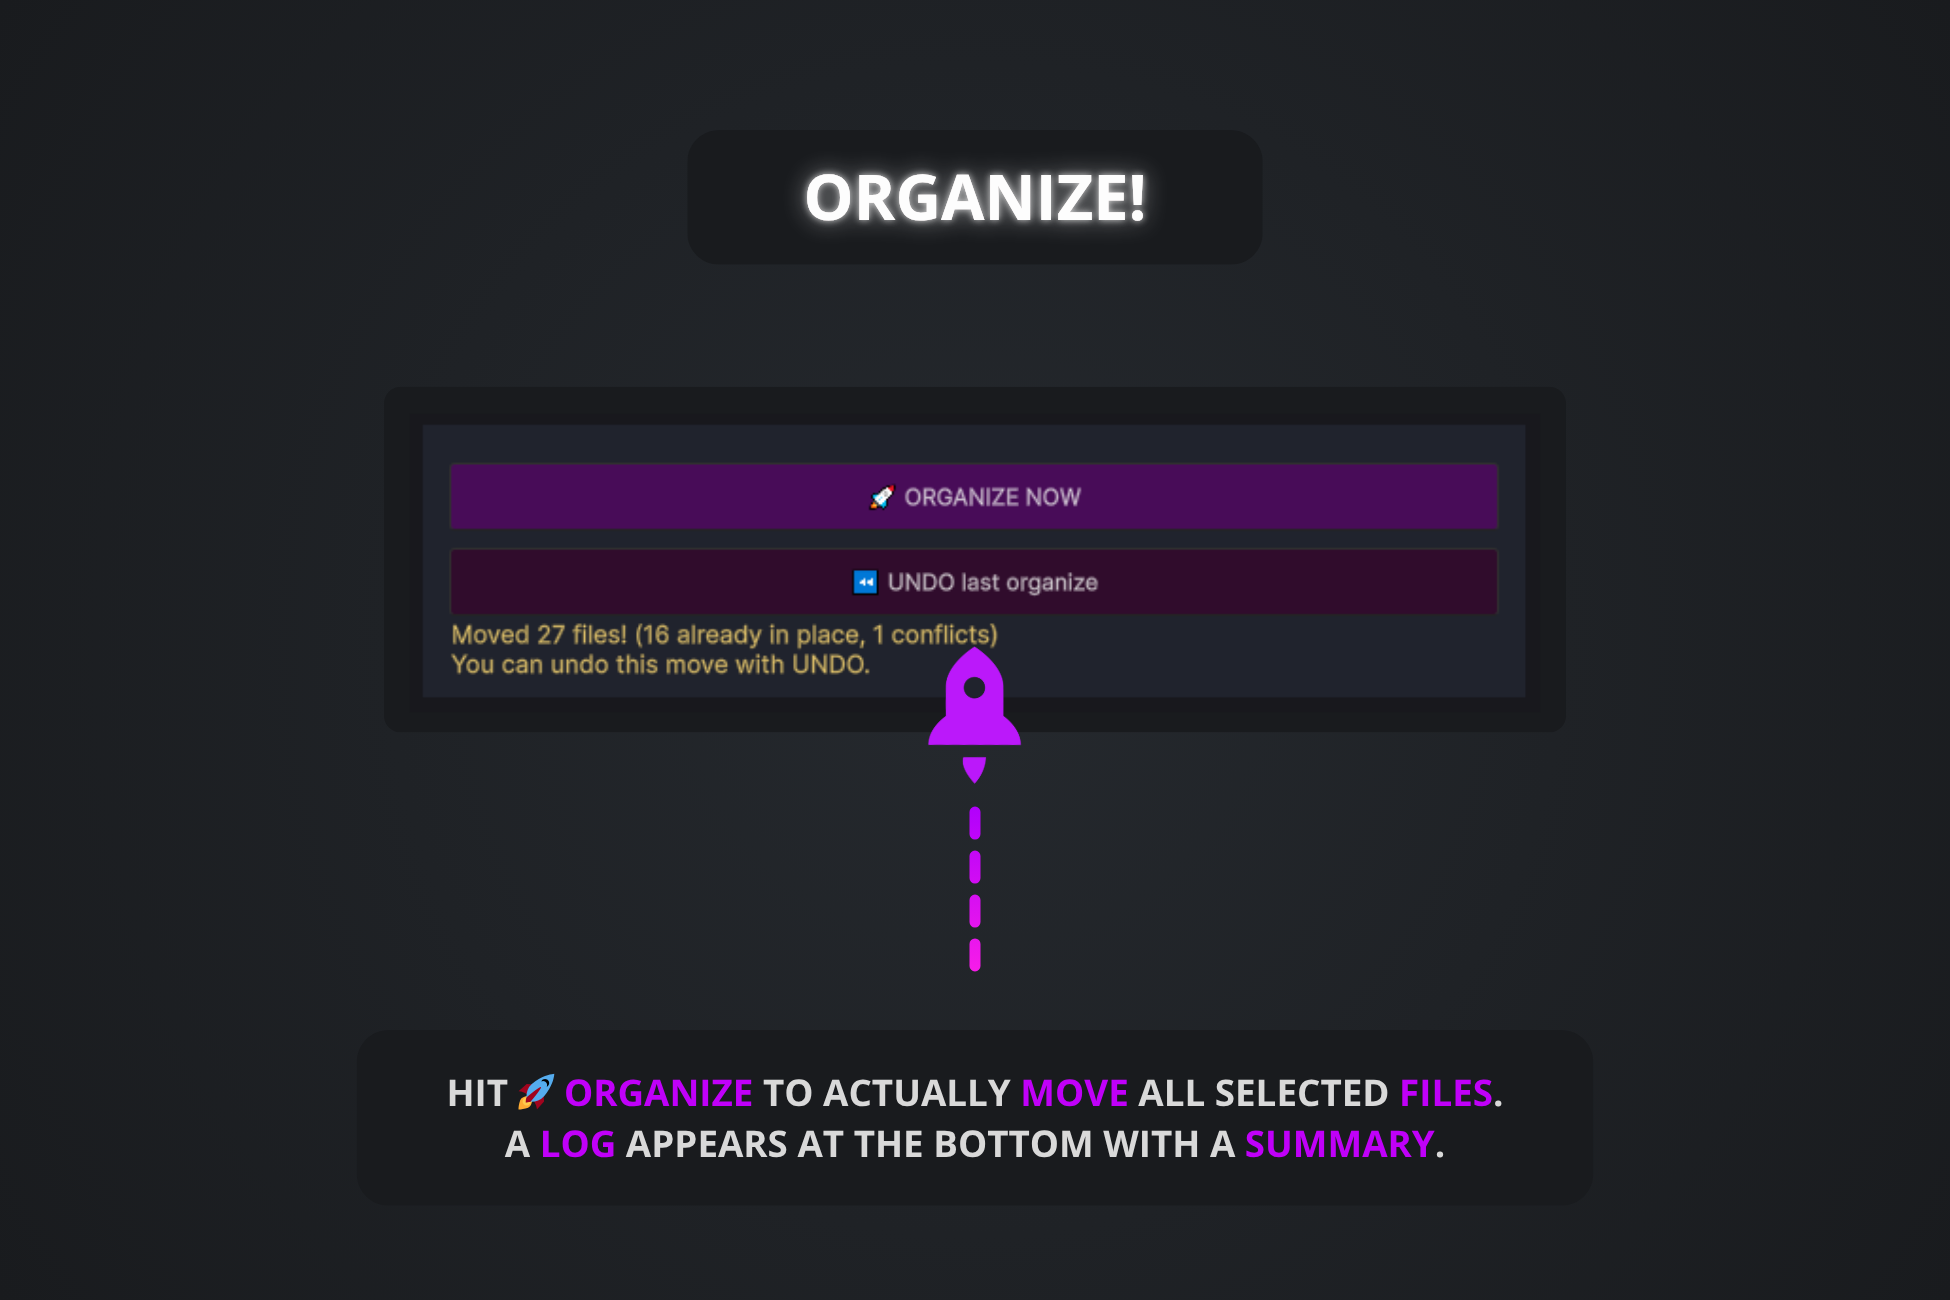 ORGANIZE!
🚀 ORGANIZE NOW
⏪ UNDO last organize
Moved 27 files! (16 already in place, 1 conflicts)
You can undo this move with UNDO.
HIT 🚀 ORGANIZE TO ACTUALLY MOVE ALL SELECTED FILES.
A LOG APPEARS AT THE BOTTOM WITH A SUMMARY.